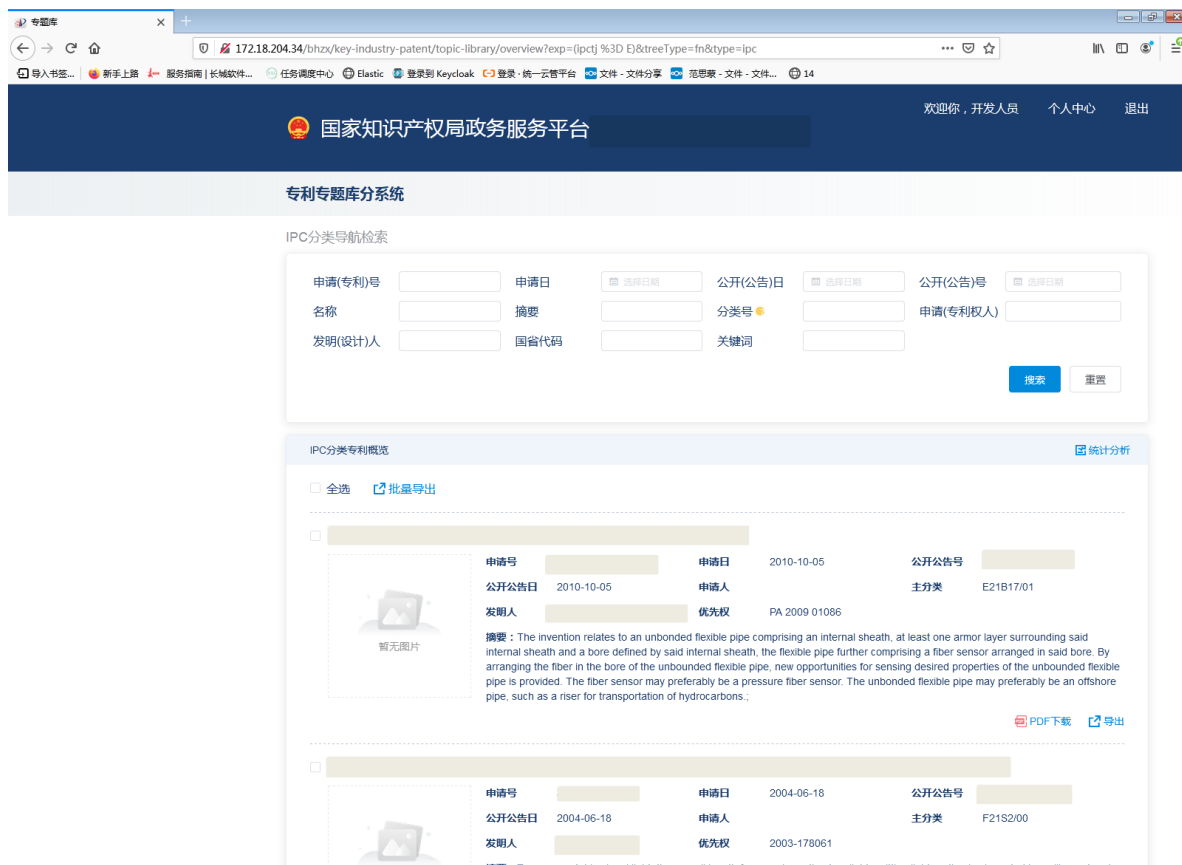 专题库
172.18.204.34/bhzx/key-industry-patent/topic-library/overview?exp=(ipctj %3D E)&treeType=fn&type=ipc
导入书签... 新手上路 服务指南 | 长城软件... 任务调度中心 Elastic 登录到 Keycloak 登录 - 统一云管平台 文件 - 文件分享 范思蒙 - 文件 - 文件... 14
欢迎你，开发人员 个人中心 退出
国家知识产权局政务服务平台
专利专题库分系统
IPC分类导航检索
申请(专利)号 申请日 选择日期 公开(公告)日 选择日期 公开(公告)号 选择日期
名称 摘要 分类号 申请(专利权人)
发明(设计)人 国省代码 关键词
搜索 重置
IPC分类专利概览 统计分析
全选 批量导出
申请号 申请日 2010-10-05 公开公告号
公开公告日 2010-10-05 申请人 主分类 E21B17/01
发明人 优先权 PA 2009 01086
暂无图片
摘要：The invention relates to an unbonded flexible pipe comprising an internal sheath, at least one armor layer surrounding said
internal sheath and a bore defined by said internal sheath, the flexible pipe further comprising a fiber sensor arranged in said bore. By
arranging the fiber in the bore of the unbounded flexible pipe, new opportunities for sensing desired properties of the unbounded flexible
pipe is provided. The fiber sensor may preferably be a pressure fiber sensor. The unbonded flexible pipe may preferably be an offshore
pipe, such as a riser for transportation of hydrocarbons.;
PDF下载 导出
申请号 申请日 2004-06-18 公开公告号
公开公告日 2004-06-18 申请人 主分类 F21S2/00
发明人 优先权 2003-178061